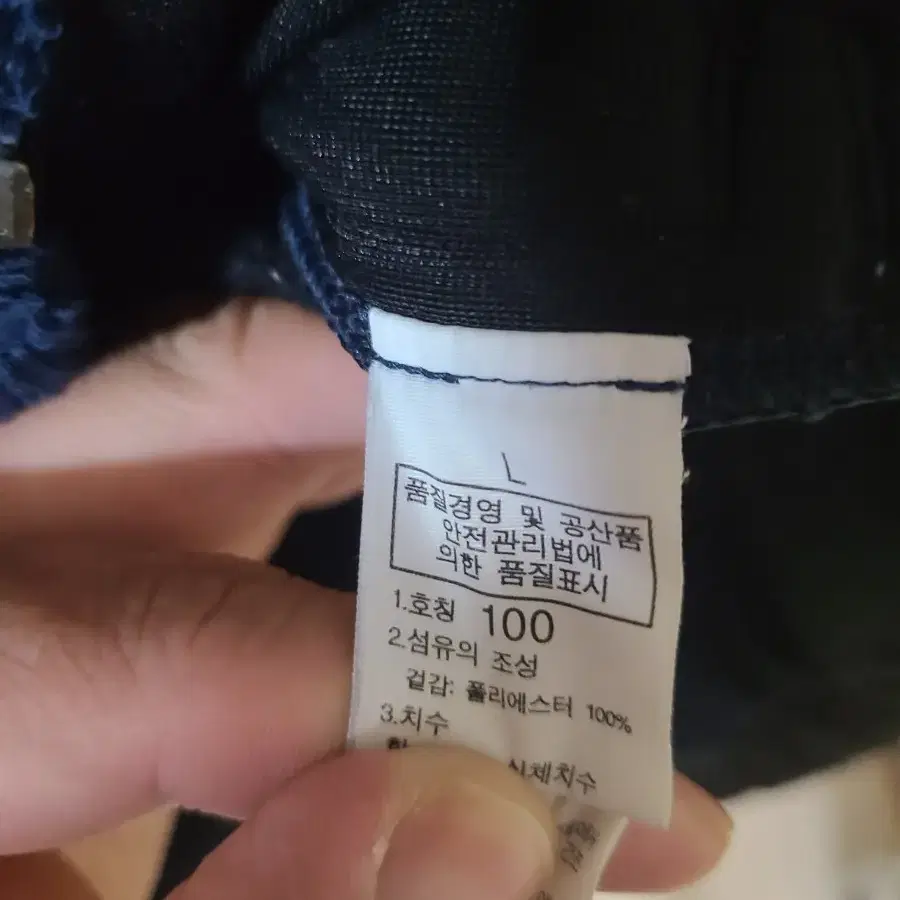 L
품질경영 및 공산품
안전관리법에
의한 품질표시
1.호칭 100
2.섬유의 조성
겉감: 폴리에스터 100%
3.치수
신체치수